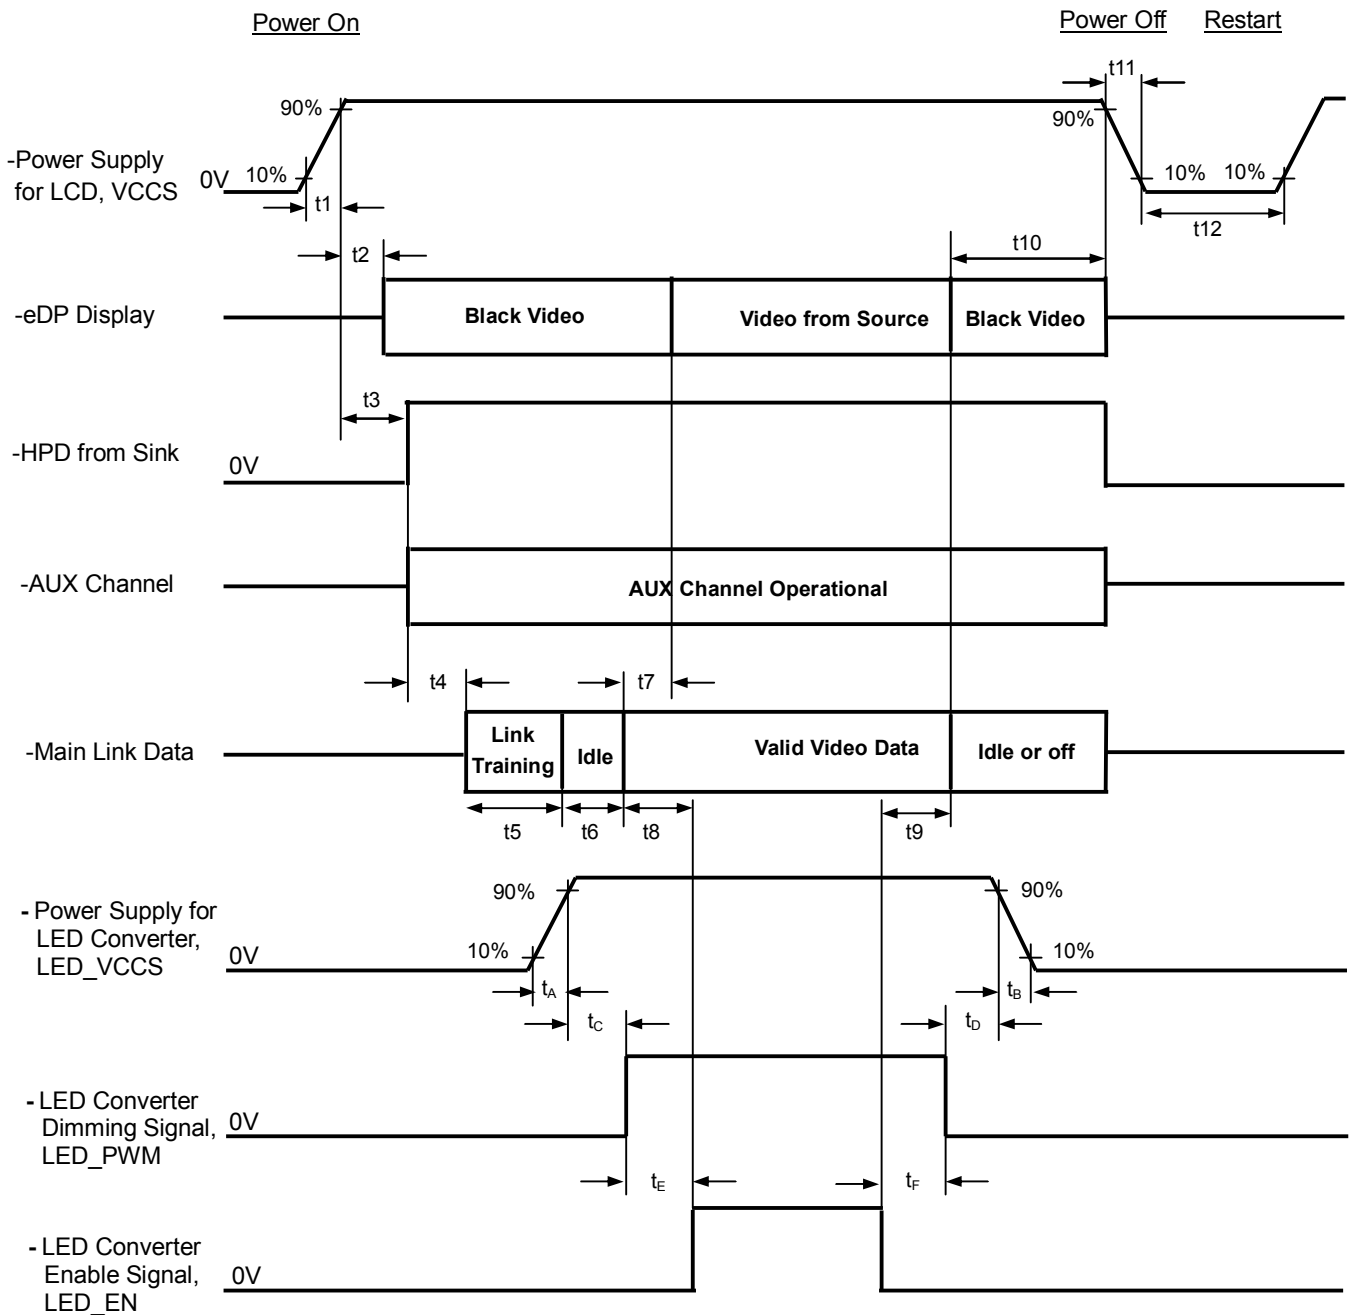 Power On
Power Off
Restart
t11
90%
90%
-Power Supply
for LCD, VCCS
0V
10%
10%
10%
t1
t12
t2
t10
-eDP Display
Black Video
Video from Source
Black Video
t3
-HPD from Sink
0V
-AUX Channel
AUX Channel Operational
t4
t7
-Main Link Data
Link
Training
Idle
Valid Video Data
Idle or off
t5
t6
t8
t9
90%
90%
- Power Supply for
LED Converter,
LED_VCCS
0V
10%
10%
tA
tB
tC
tD
- LED Converter
Dimming Signal,
LED_PWM
0V
tE
tF
- LED Converter
Enable Signal,
LED_EN
0V